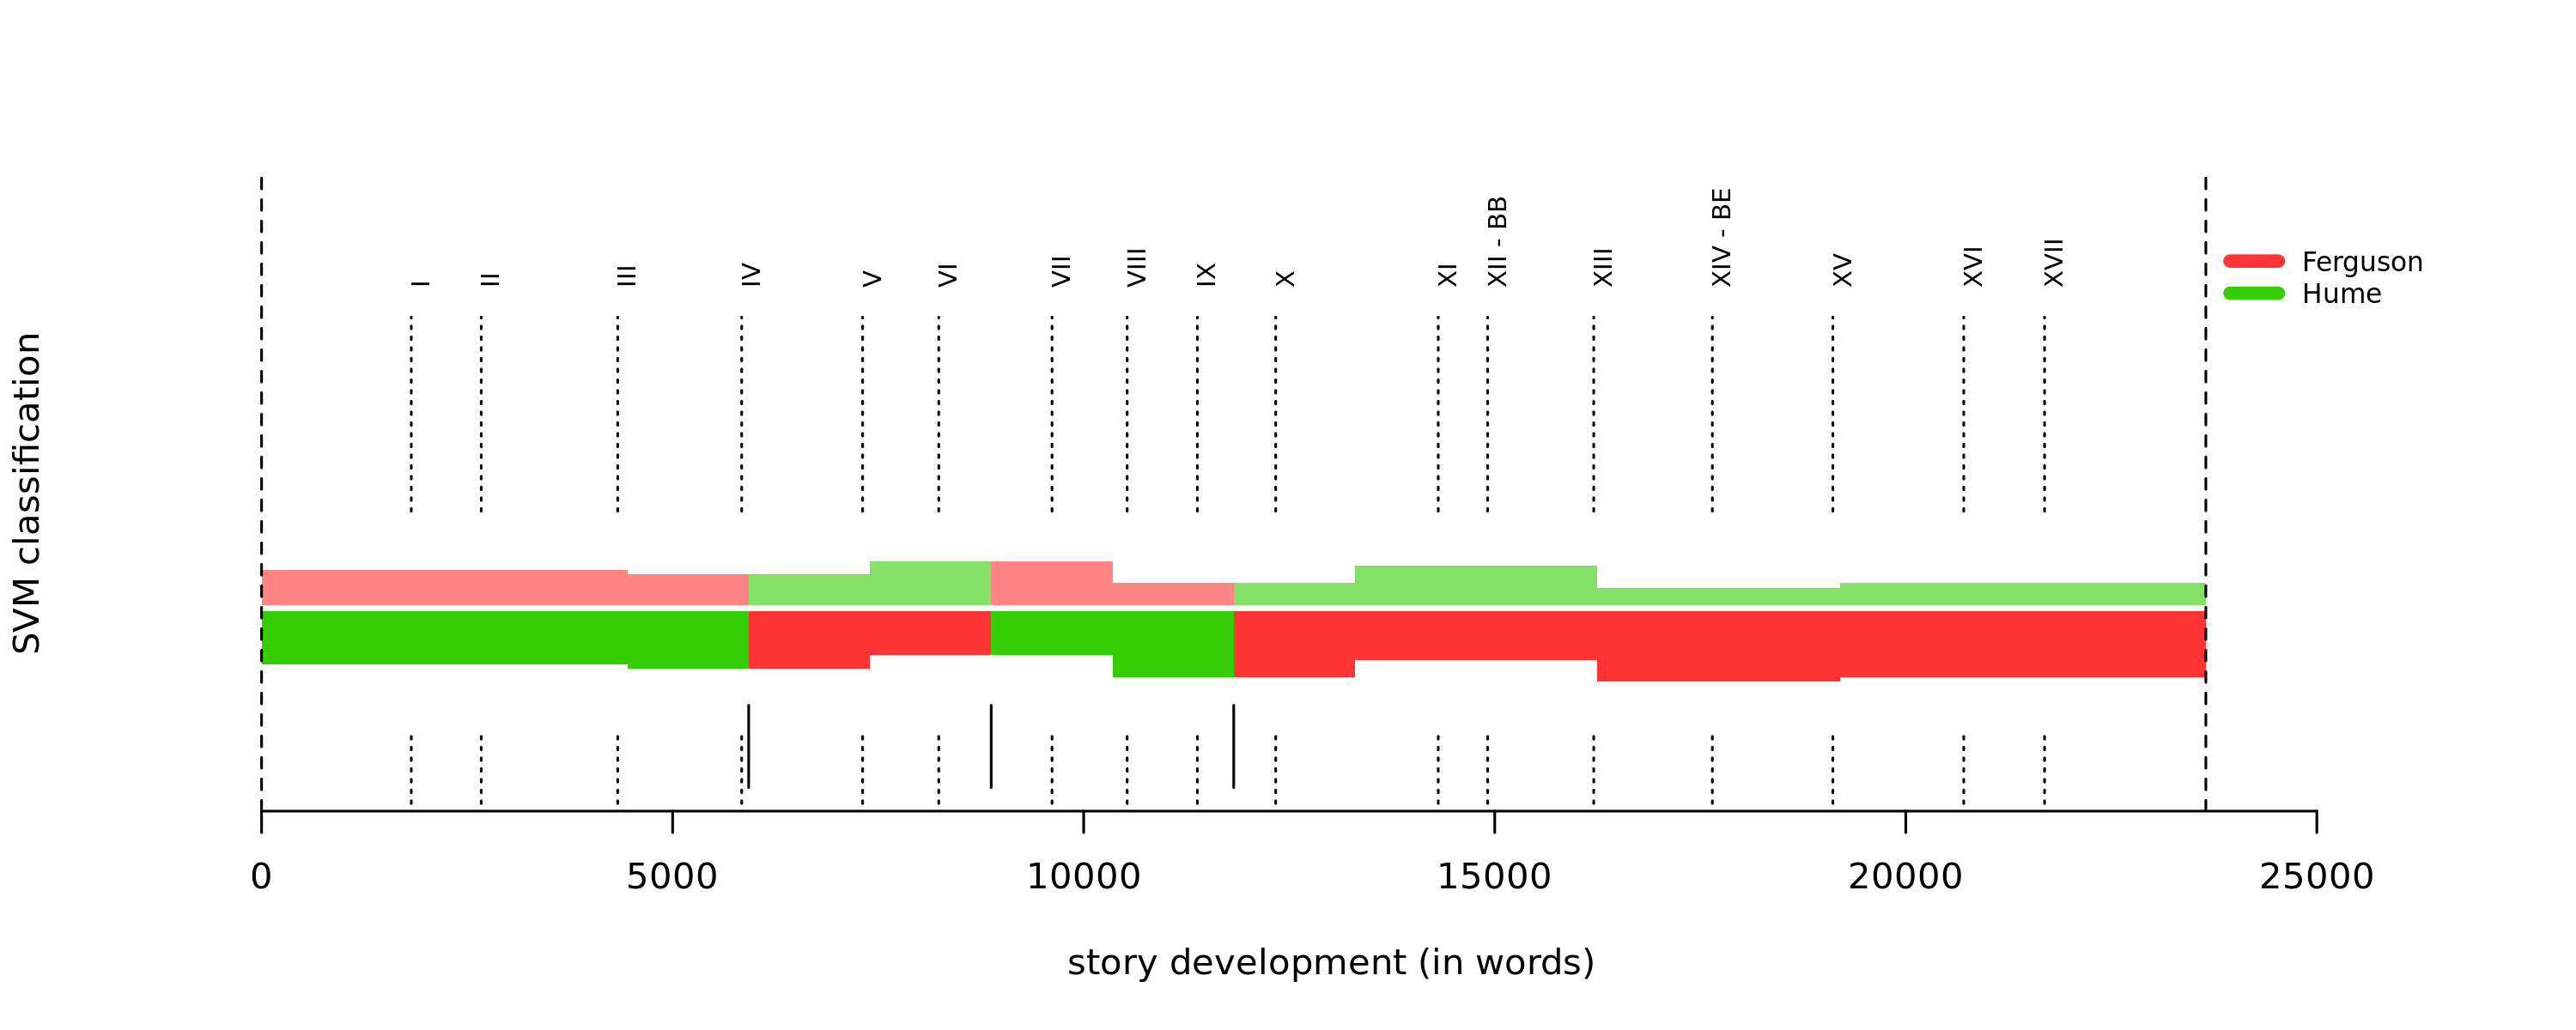 I
II
III
IV
V
VI
VII
VIII
IX
X
XI
XII - BB
XIII
XIV - BE
XV
XVI
XVII
Ferguson
Hume
SVM classification
0 5000 10000 15000 20000 25000
story development (in words)